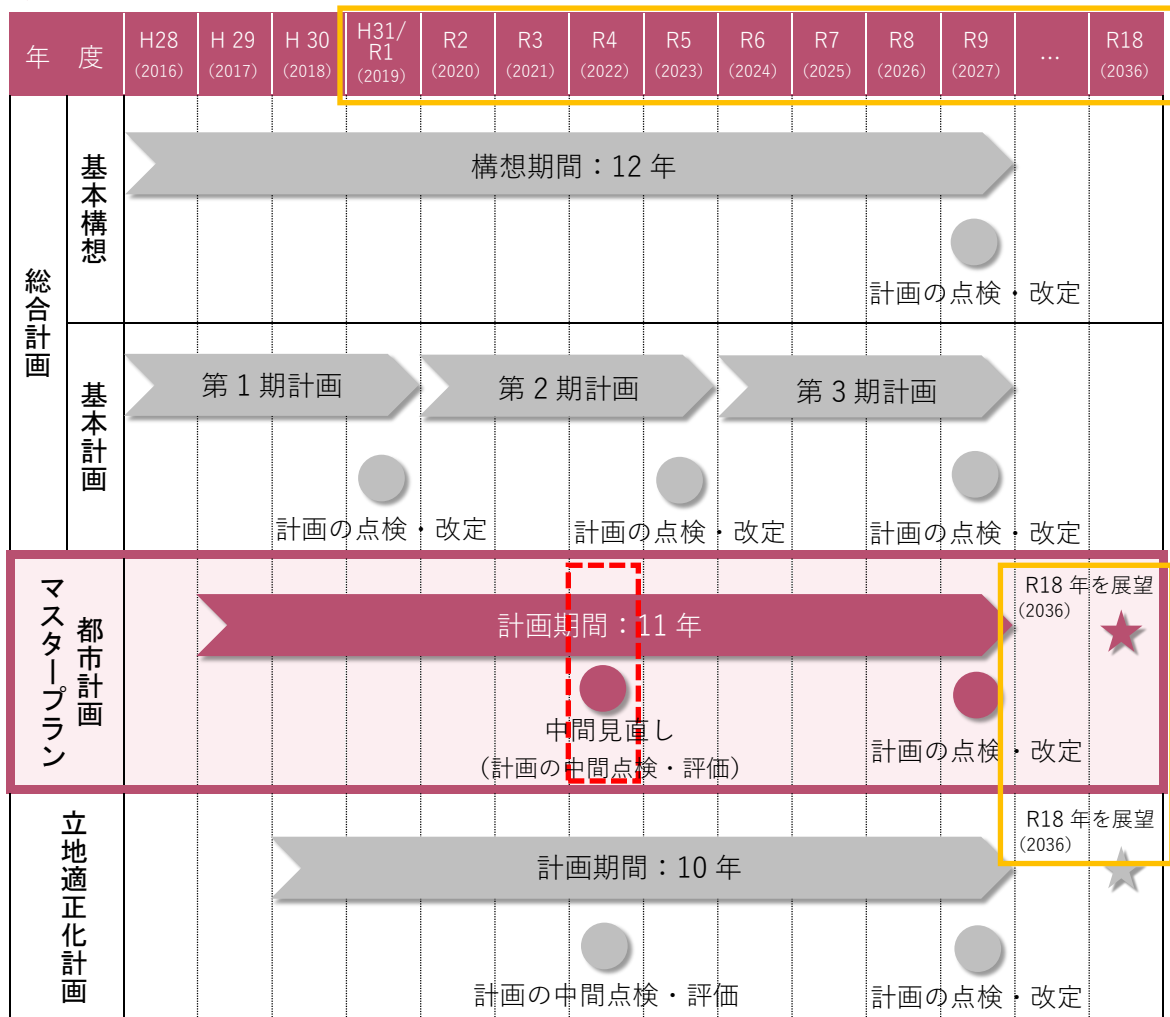 年 度
H28
(2016)
H 29
(2017)
H 30
(2018)
H31/
R1
(2019)
R2
(2020)
R3
(2021)
R4
(2022)
R5
(2023)
R6
(2024)
R7
(2025)
R8
(2026)
R9
(2027)
…
R18
(2036)
総合計画
基本構想
構想期間：12 年
計画の点検・改定
基本計画
第 1 期計画
第 2 期計画
第 3 期計画
計画の点検・改定
計画の点検・改定
計画の点検・改定
都市計画
マスタープラン
計画期間：11 年
R18 年を展望
(2036)
中間見直し
（計画の中間点検・評価）
計画の点検・改定
立地適正化計画
計画期間：10 年
R18 年を展望
(2036)
計画の中間点検・評価
計画の点検・改定